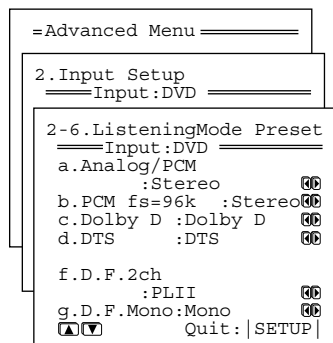 Advanced Menu
2.Input Setup
Input:DVD
2-6.ListeningMode Preset
Input:DVD
a.Analog/PCM
:Stereo
b.PCM fs=96k :Stereo
c.Dolby D :Dolby D
d.DTS :DTS
f.D.F.2ch
:PLII
g.D.F.Mono:Mono
Quit:|SETUP|